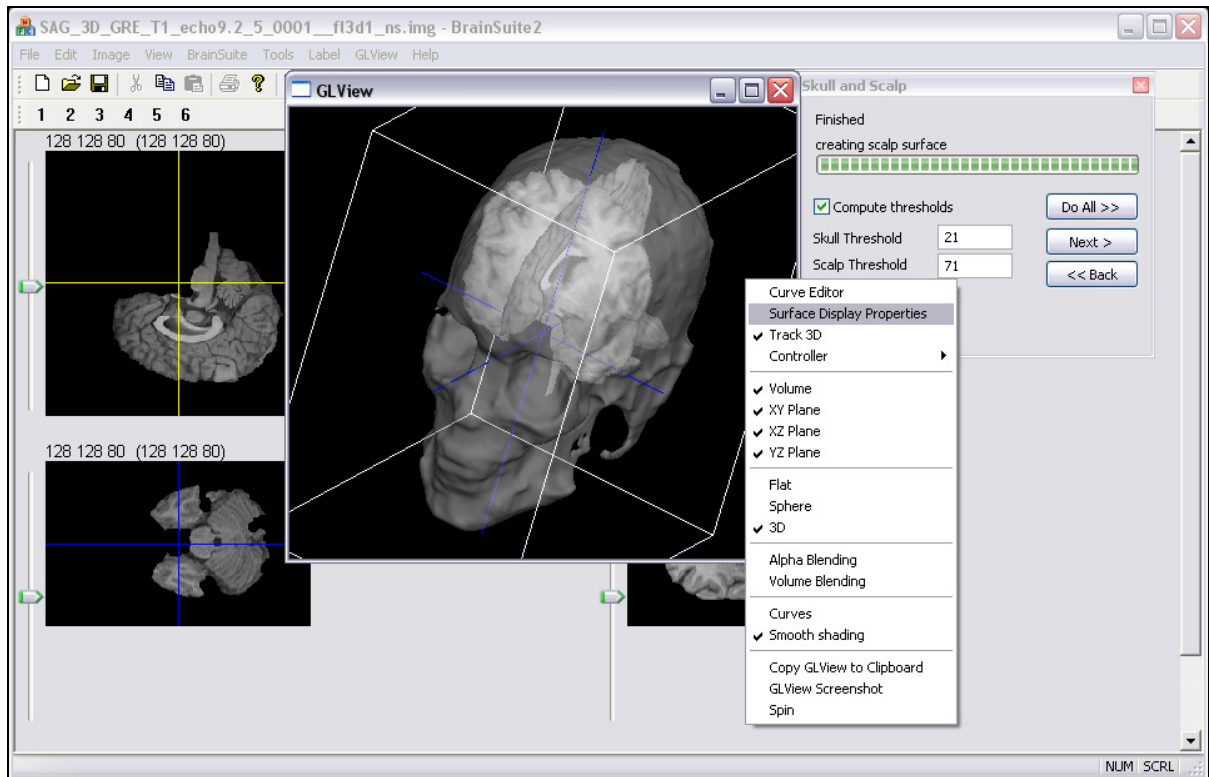 SAG_3D_GRE_T1_echo9.2_5_0001__fl3d1_ns.img - BrainSuite2
File Edit Image View BrainSuite Tools Label GLView Help
1 2 3 4 5 6
128 128 80 (128 128 80)
128 128 80 (128 128 80)
GLView
Skull and Scalp
Finished
creating scalp surface
Compute thresholds
Do All >>
Skull Threshold 21
Next >
Scalp Threshold 71
<< Back
Curve Editor
Surface Display Properties
Track 3D
Controller
Volume
XY Plane
XZ Plane
YZ Plane
Flat
Sphere
3D
Alpha Blending
Volume Blending
Curves
Smooth shading
Copy GLView to Clipboard
GLView Screenshot
Spin
NUM SCRL